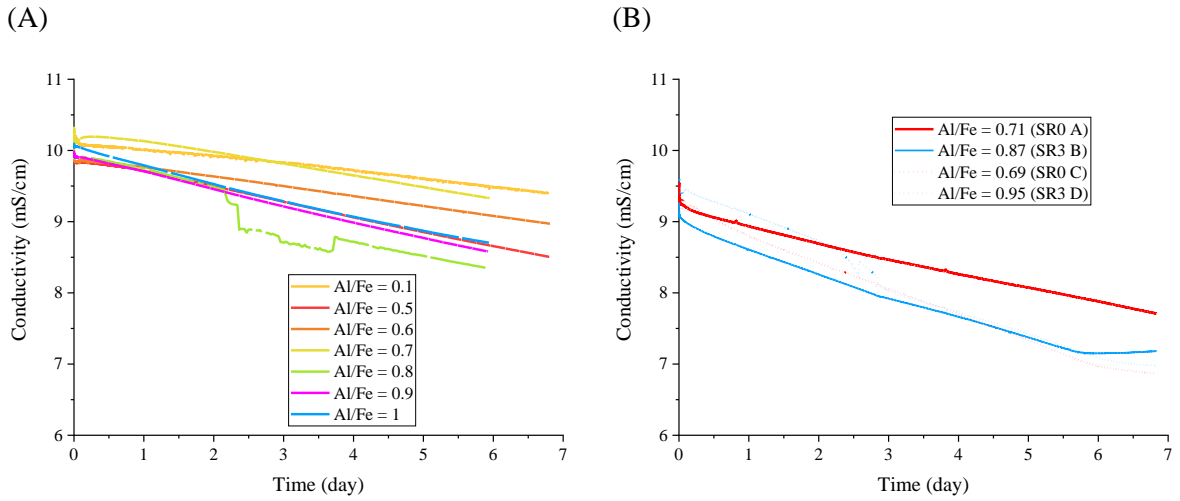 (A)
(B)
11
10
9
8
7
6
Conductivity (mS/cm)
0 1 2 3 4 5 6 7
Time (day)
Al/Fe = 0.1
Al/Fe = 0.5
Al/Fe = 0.6
Al/Fe = 0.7
Al/Fe = 0.8
Al/Fe = 0.9
Al/Fe = 1
11
10
9
8
7
6
Conductivity (mS/cm)
0 1 2 3 4 5 6 7
Time (day)
Al/Fe = 0.71 (SR0 A)
Al/Fe = 0.87 (SR3 B)
Al/Fe = 0.69 (SR0 C)
Al/Fe = 0.95 (SR3 D)